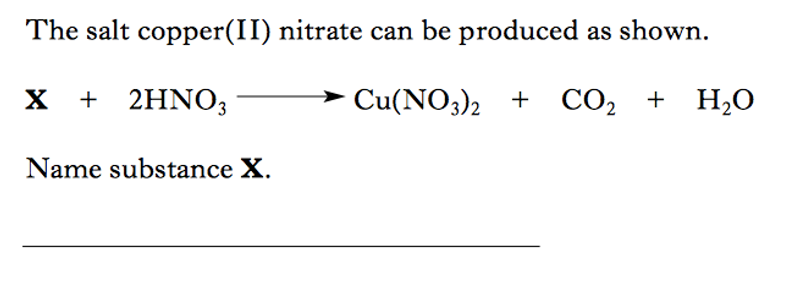 The salt copper(II) nitrate can be produced as shown.
X + 2HNO₃ ⟶ Cu(NO₃)₂ + CO₂ + H₂O
Name substance X.